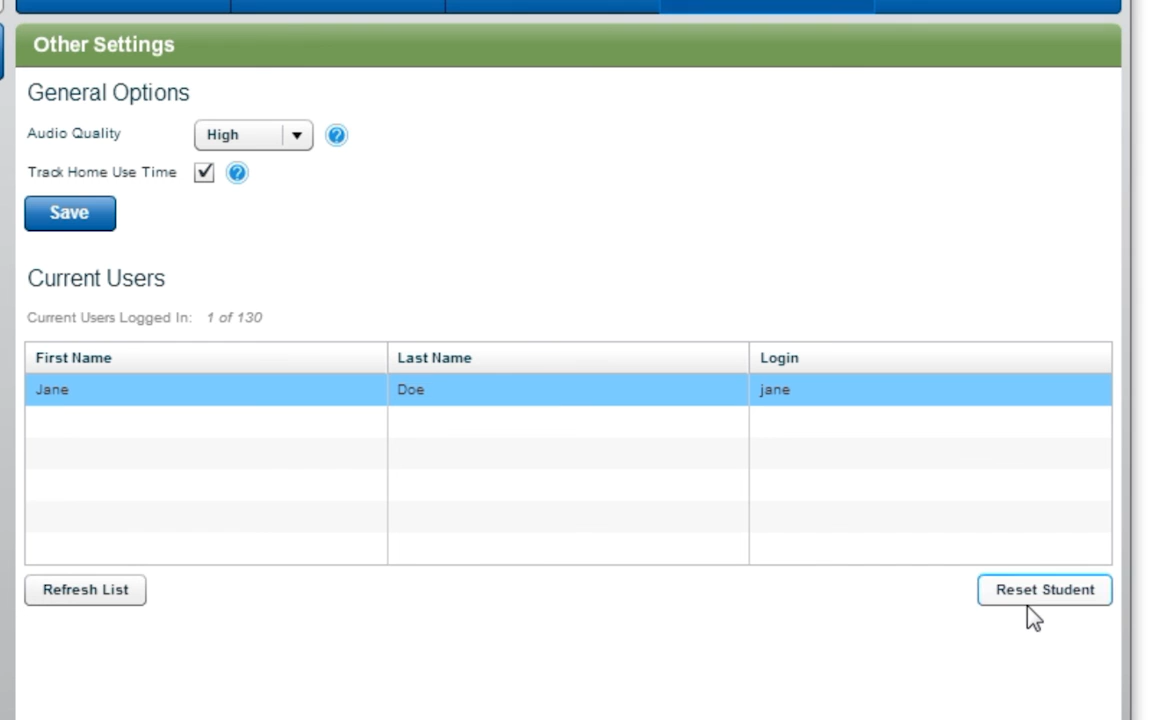 Other Settings
General Options
Audio Quality High ?
Track Home Use Time ?
Save
Current Users
Current Users Logged In: 1 of 130
First Name Last Name Login
Jane Doe jane
Refresh List Reset Student